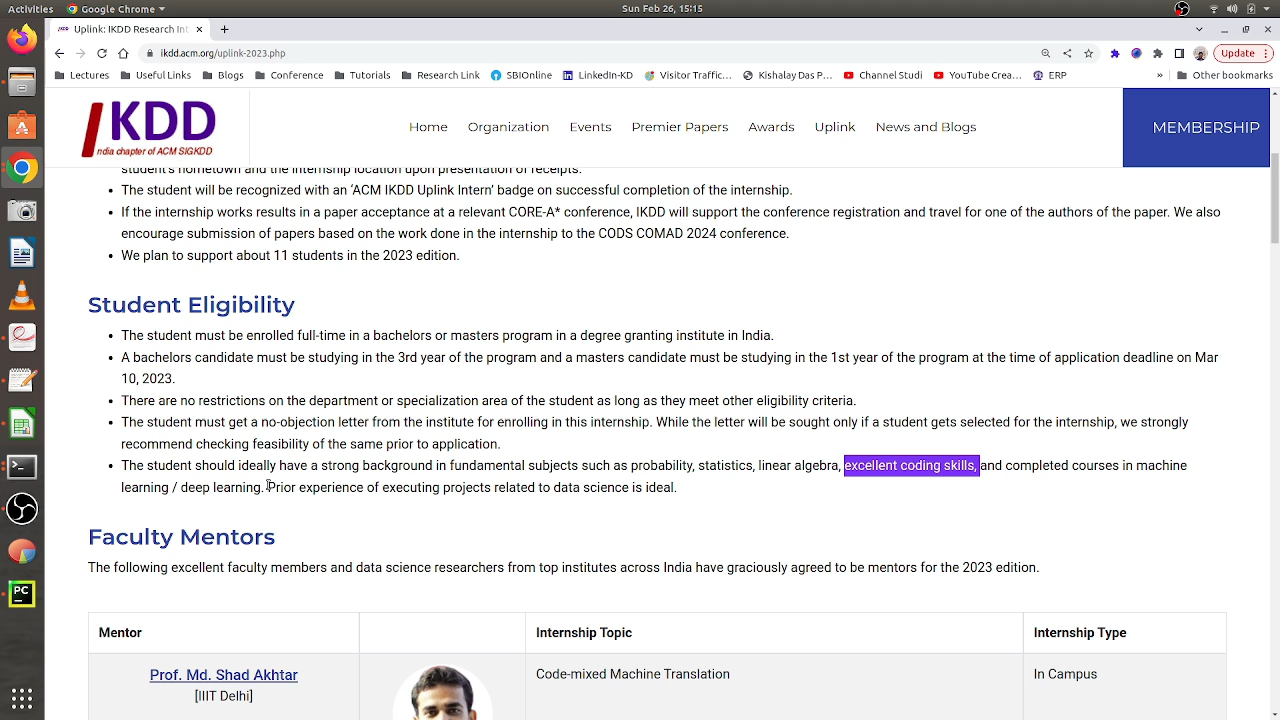 Activities
Google Chrome
Sun Feb 26, 15:15
Uplink: IKDD Research Int
ikdd.acm.org/uplink-2023.php
Update
Lectures Useful Links Blogs Conference Tutorials Research Link SBIOnline LinkedIn-KD Visitor Traffic... Kishalay Das P... Channel Studi YouTube Crea... ERP » Other bookmarks
IKDD
India chapter of ACM SIGKDD
Home Organization Events Premier Papers Awards Uplink News and Blogs MEMBERSHIP
student's hometown and the internship location upon presentation of receipts.
• The student will be recognized with an ‘ACM IKDD Uplink Intern’ badge on successful completion of the internship.
• If the internship works results in a paper acceptance at a relevant CORE-A* conference, IKDD will support the conference registration and travel for one of the authors of the paper. We also
encourage submission of papers based on the work done in the internship to the CODS COMAD 2024 conference.
• We plan to support about 11 students in the 2023 edition.
Student Eligibility
• The student must be enrolled full-time in a bachelors or masters program in a degree granting institute in India.
• A bachelors candidate must be studying in the 3rd year of the program and a masters candidate must be studying in the 1st year of the program at the time of application deadline on Mar
10, 2023.
• There are no restrictions on the department or specialization area of the student as long as they meet other eligibility criteria.
• The student must get a no-objection letter from the institute for enrolling in this internship. While the letter will be sought only if a student gets selected for the internship, we strongly
recommend checking feasibility of the same prior to application.
• The student should ideally have a strong background in fundamental subjects such as probability, statistics, linear algebra, excellent coding skills, and completed courses in machine
learning / deep learning. Prior experience of executing projects related to data science is ideal.
Faculty Mentors
The following excellent faculty members and data science researchers from top institutes across India have graciously agreed to be mentors for the 2023 edition.
Mentor Internship Topic Internship Type
Prof. Md. Shad Akhtar Code-mixed Machine Translation In Campus
[IIIT Delhi]
PC